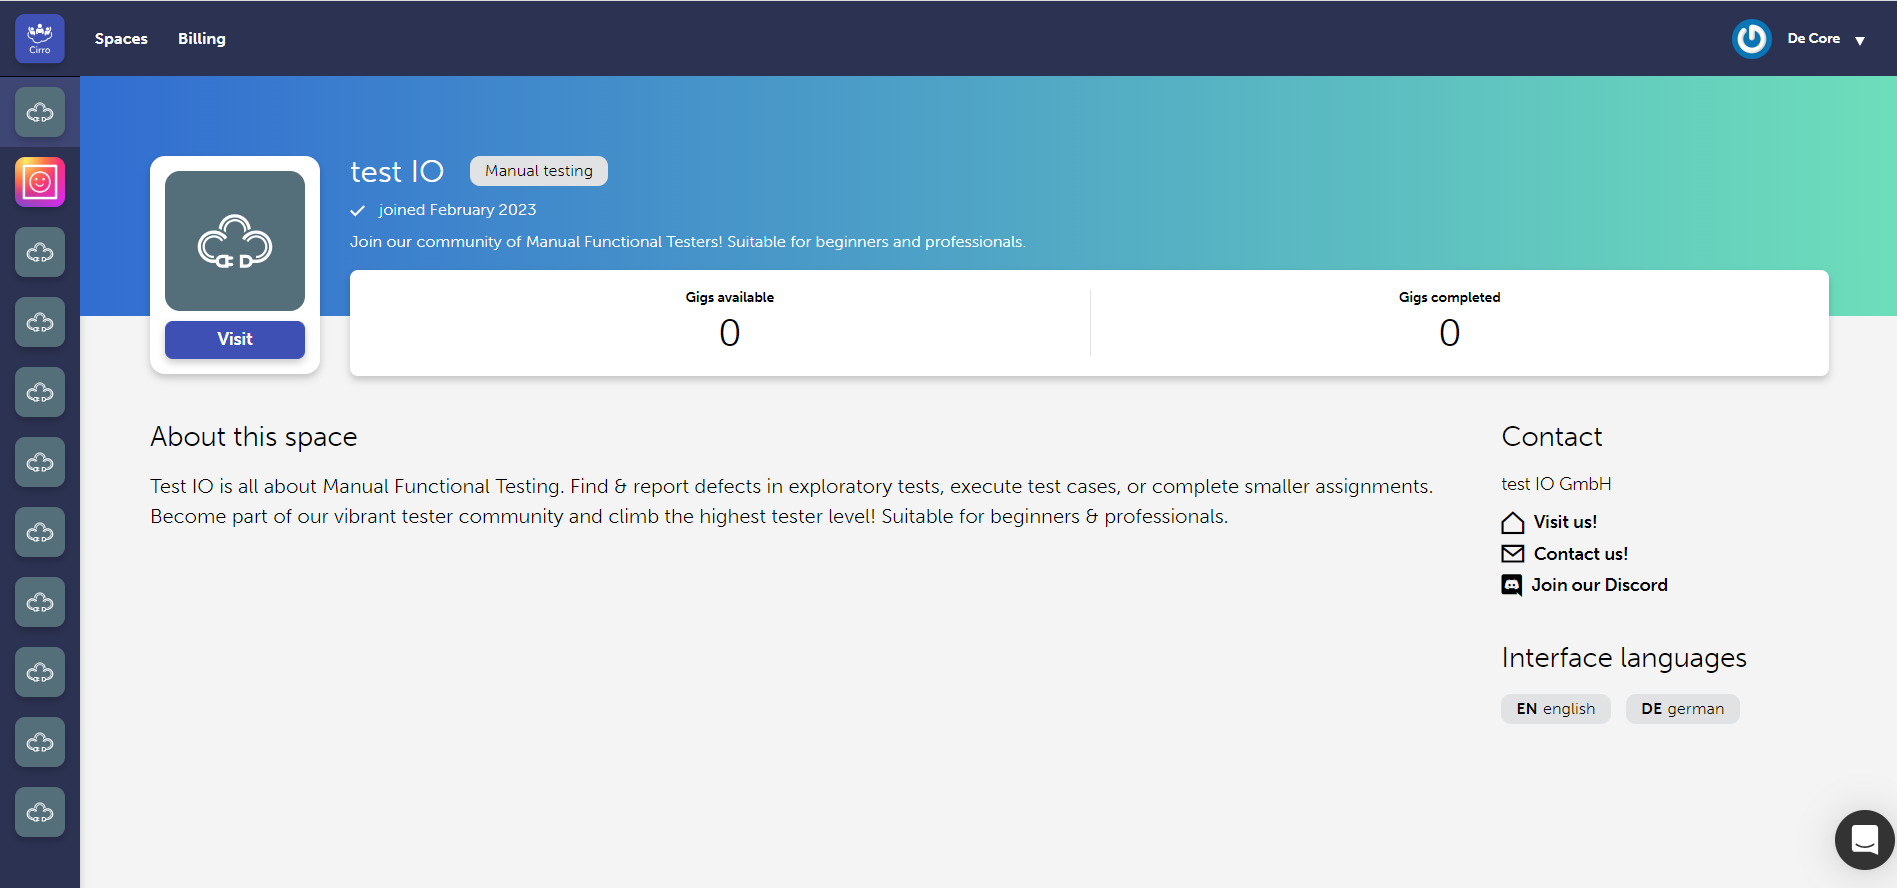 Cirro
Spaces
Billing
De Core
test IO
Manual testing
joined February 2023
Join our community of Manual Functional Testers! Suitable for beginners and professionals.
Visit
Gigs available
0
Gigs completed
0
About this space
Test IO is all about Manual Functional Testing. Find & report defects in exploratory tests, execute test cases, or complete smaller assignments.
Become part of our vibrant tester community and climb the highest tester level! Suitable for beginners & professionals.
Contact
test IO GmbH
Visit us!
Contact us!
Join our Discord
Interface languages
EN english
DE german